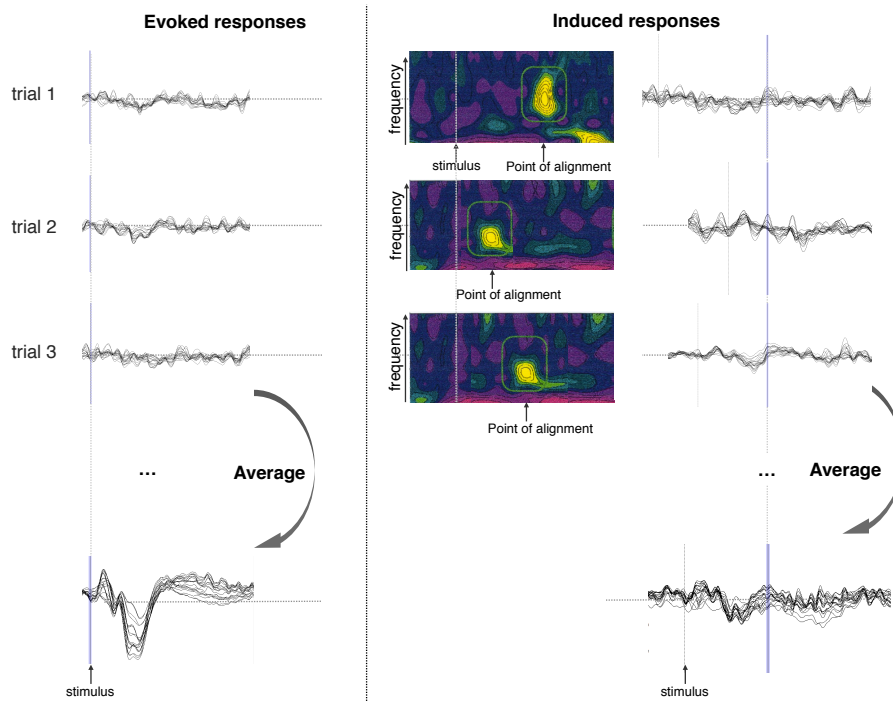 Evoked responses
Induced responses
trial 1
frequency
stimulus
Point of alignment
trial 2
frequency
Point of alignment
trial 3
frequency
Point of alignment
...
Average
...
Average
stimulus
stimulus